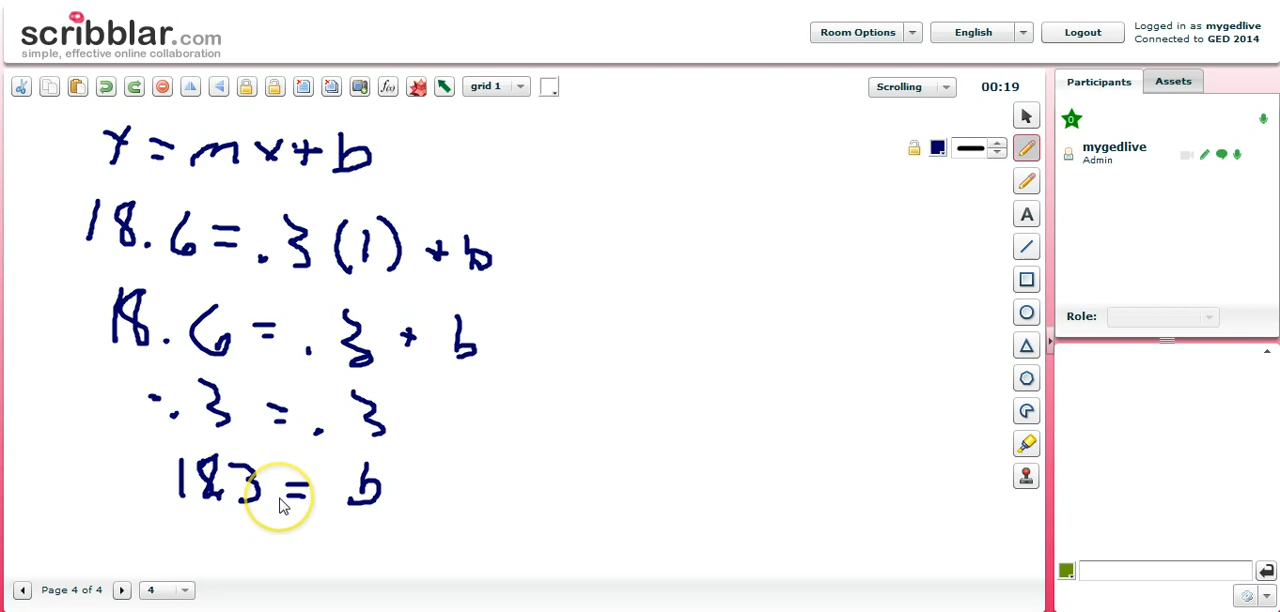 scribblar.com
simple, effective online collaboration
Room Options
English
Logout
Logged in as mygedlive
Connected to GED 2014
f(x)
grid 1
Scrolling
00:19
Participants
Assets
0
mygedlive
Admin
Role:
Y = mx + b
18.6 = .3 (1) + b
18.6 = .3 + b
-.3 = .3
18.3 = b
A
Page 4 of 4
4